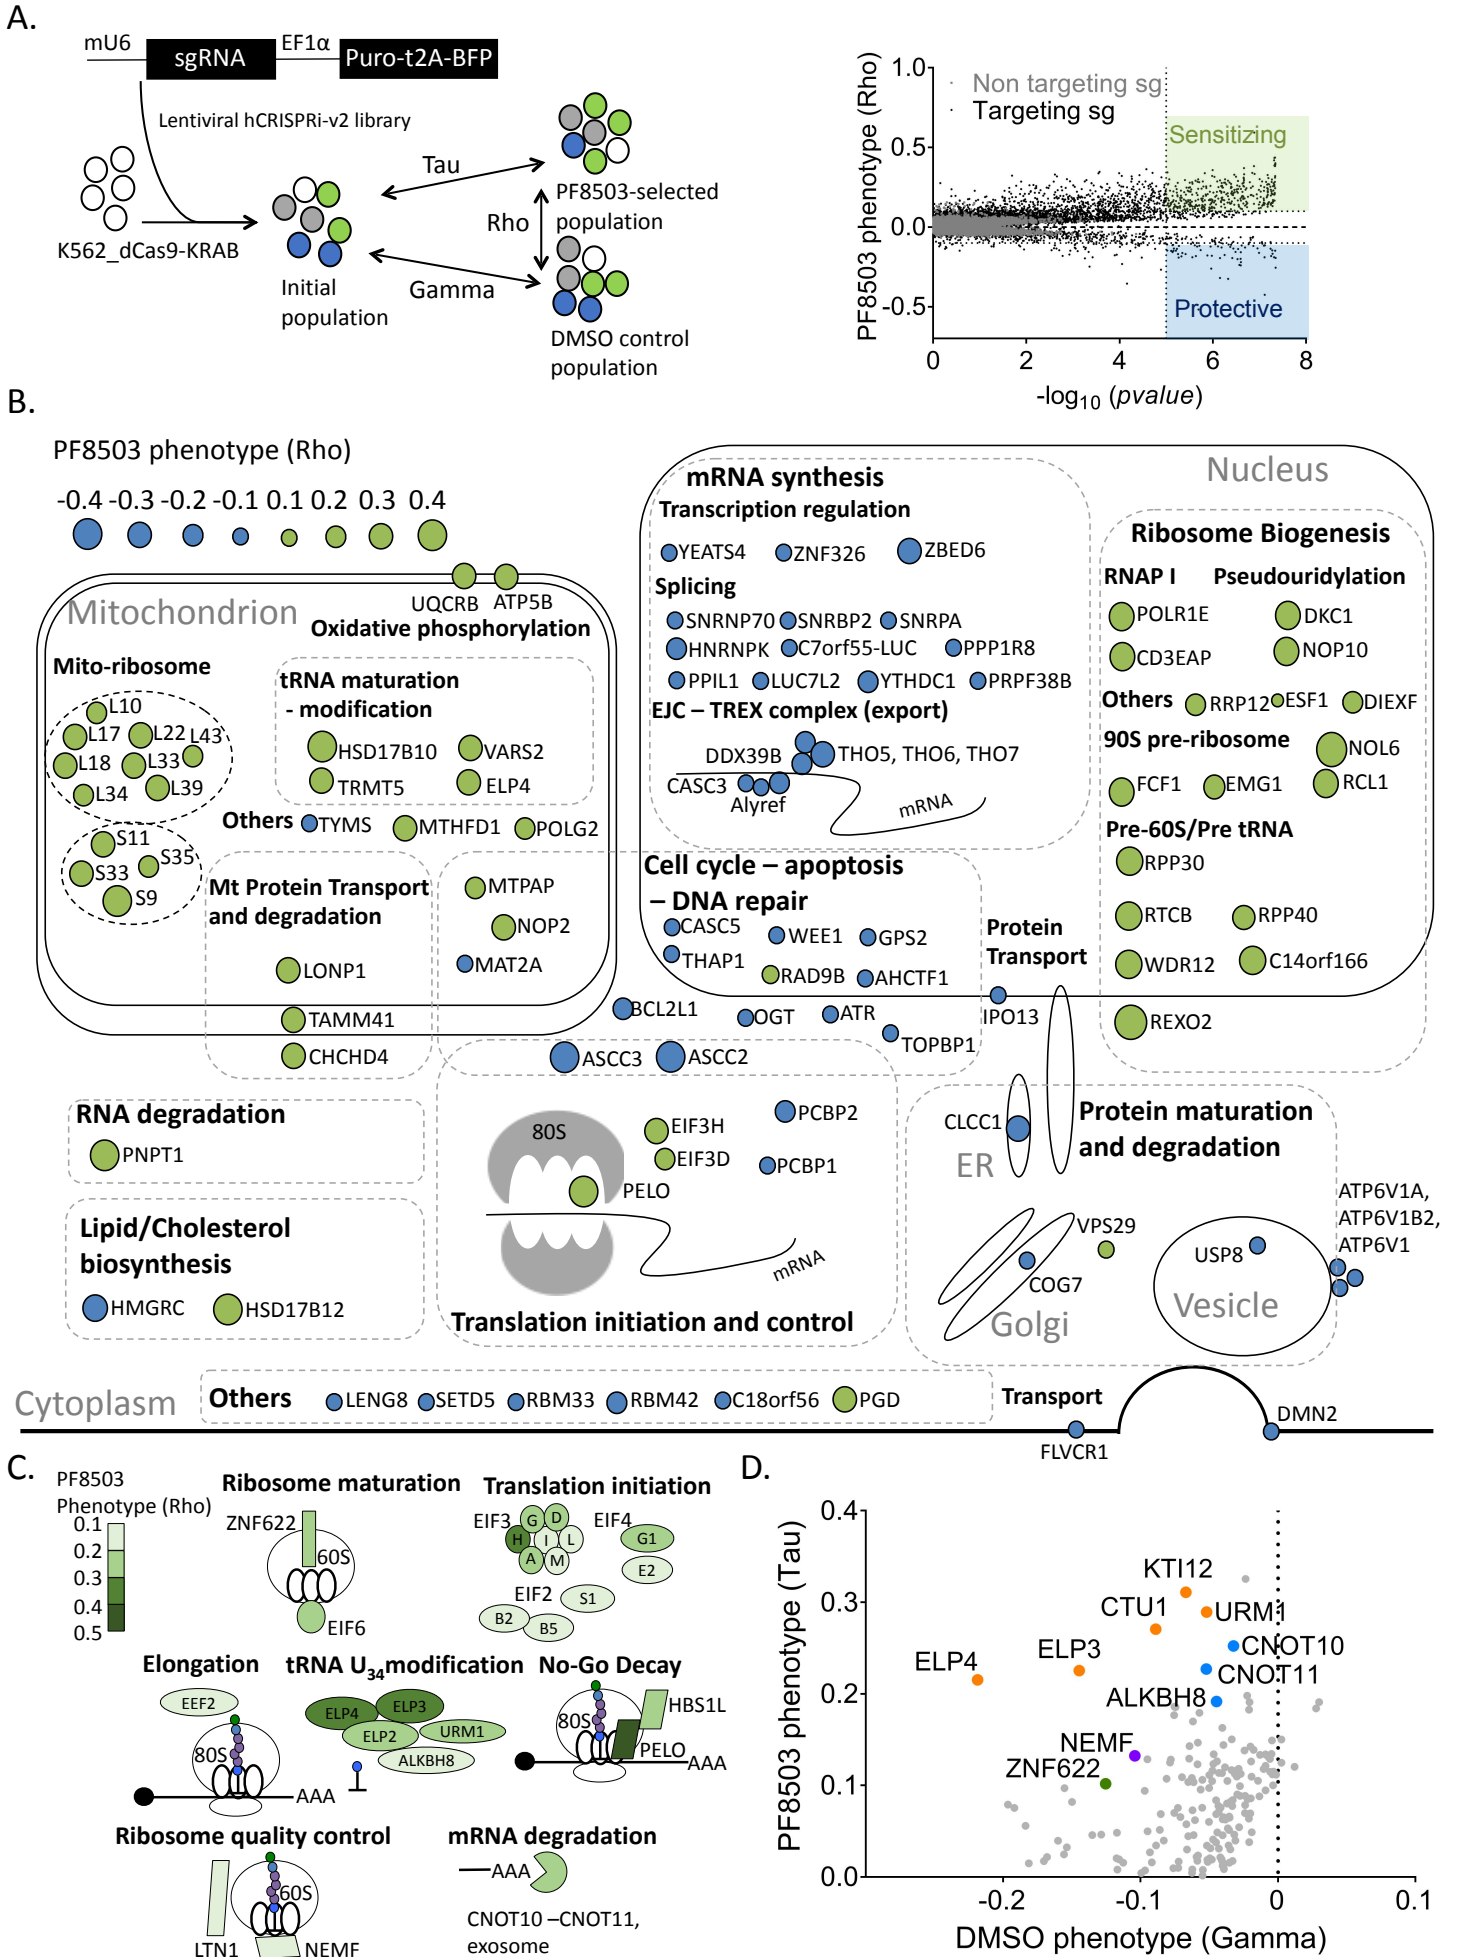 A.
mU6
sgRNA
EF1α
Puro-t2A-BFP
Lentiviral hCRISPRi-v2 library
K562_dCas9-KRAB
Initial
population
Tau
Rho
Gamma
PF8503-selected
population
DMSO control
population
PF8503 phenotype (Rho)
1.0
0.5
0.0
-0.5
Non targeting sg
Targeting sg
Sensitizing
Protective
0 2 4 6 8
-log10 (pvalue)
B.
PF8503 phenotype (Rho)
-0.4 -0.3 -0.2 -0.1 0.1 0.2 0.3 0.4
Mitochondrion
UQCRB ATP5B
Oxidative phosphorylation
Mito-ribosome
L10
L17
L22
L43
L18
L33
L34
L39
S11
S35
S33
S9
tRNA maturation
- modification
HSD17B10
VARS2
TRMT5
ELP4
Others
TYMS
MTHFD1
POLG2
Mt Protein Transport
and degradation
LONP1
TAMM41
CHCHD4
MTPAP
NOP2
MAT2A
Nucleus
mRNA synthesis
Transcription regulation
YEATS4
ZNF326
ZBED6
Splicing
SNRNP70
SNRBP2
SNRPA
HNRNPK
C7orf55-LUC
PPP1R8
PPIL1
LUC7L2
YTHDC1
PRPF38B
EJC – TREX complex (export)
DDX39B
THO5, THO6, THO7
CASC3
Alyref
mRNA
Cell cycle – apoptosis
– DNA repair
CASC5
WEE1
GPS2
THAP1
RAD9B
AHCTF1
BCL2L1
OGT
ATR
TOPBP1
ASCC3
ASCC2
Protein
Transport
IPO13
Ribosome Biogenesis
RNAP I
Pseudouridylation
POLR1E
DKC1
CD3EAP
NOP10
Others
RRP12
ESF1
DIEXF
90S pre-ribosome
NOL6
FCF1
EMG1
RCL1
Pre-60S/Pre tRNA
RPP30
RTCB
RPP40
WDR12
C14orf166
REXO2
RNA degradation
PNPT1
Lipid/Cholesterol
biosynthesis
HMGRC
HSD17B12
80S
EIF3H
EIF3D
PCBP2
PCBP1
PELO
mRNA
Translation initiation and control
CLCC1
ER
Protein maturation
and degradation
VPS29
COG7
Golgi
USP8
Vesicle
ATP6V1A,
ATP6V1B2,
ATP6V1
Cytoplasm
Others
LENG8
SETD5
RBM33
RBM42
C18orf56
PGD
Transport
FLVCR1
DMN2
C.
PF8503
Phenotype (Rho)
0.1
0.2
0.3
0.4
0.5
Ribosome maturation
ZNF622
60S
EIF6
Translation initiation
EIF3
G
D
H
I
L
A
M
EIF4
G1
E2
EIF2
S1
B2
B5
Elongation
EEF2
80S
AAA
tRNA U34modification
ELP4
ELP3
ELP2
URM1
ALKBH8
No-Go Decay
80S
HBS1L
PELO
AAA
Ribosome quality control
60S
LTN1
NEMF
mRNA degradation
AAA
CNOT10 –CNOT11,
exosome
D.
PF8503 phenotype (Tau)
0.4
0.3
0.2
0.1
0.0
KTI12
CTU1
URM1
ELP4
ELP3
CNOT10
CNOT11
ALKBH8
NEMF
ZNF622
-0.2 -0.1 0 0.1
DMSO phenotype (Gamma)